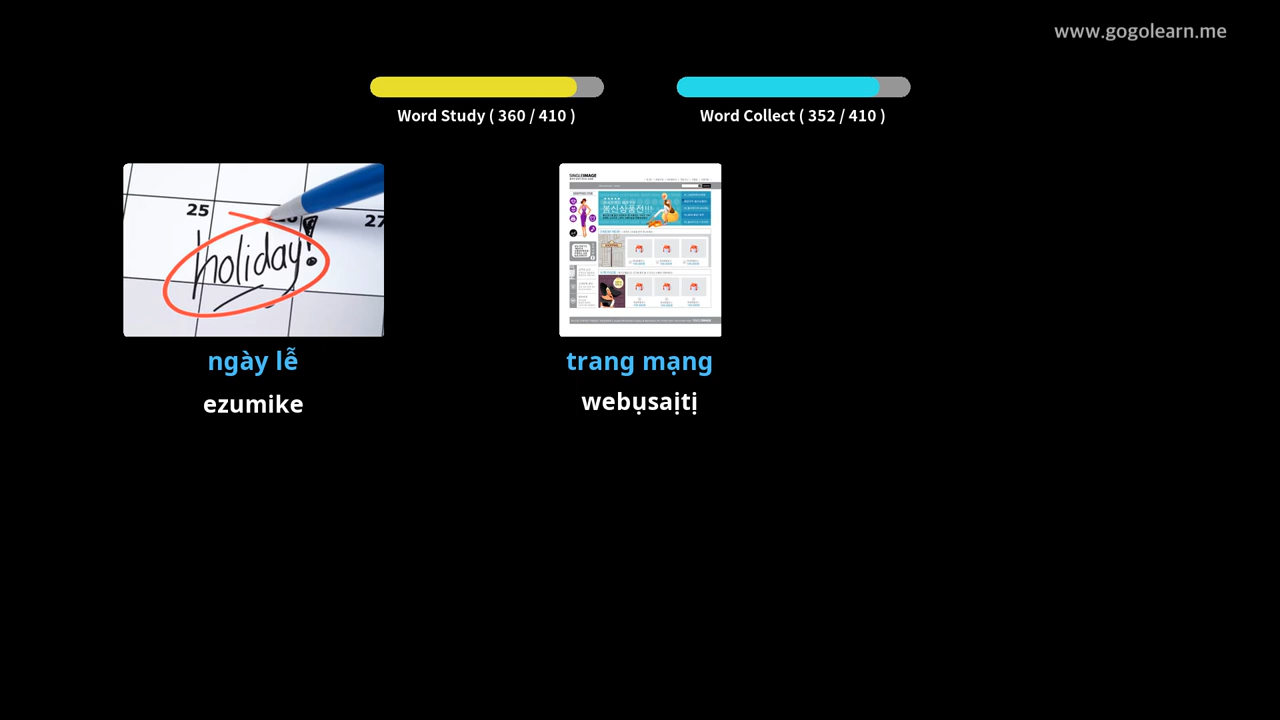 www.gogolearn.me
Word Study ( 360 / 410 )
Word Collect ( 352 / 410 )
25
27
holiday!
ngày lễ
ezumike
trang mạng
webụsaịtị